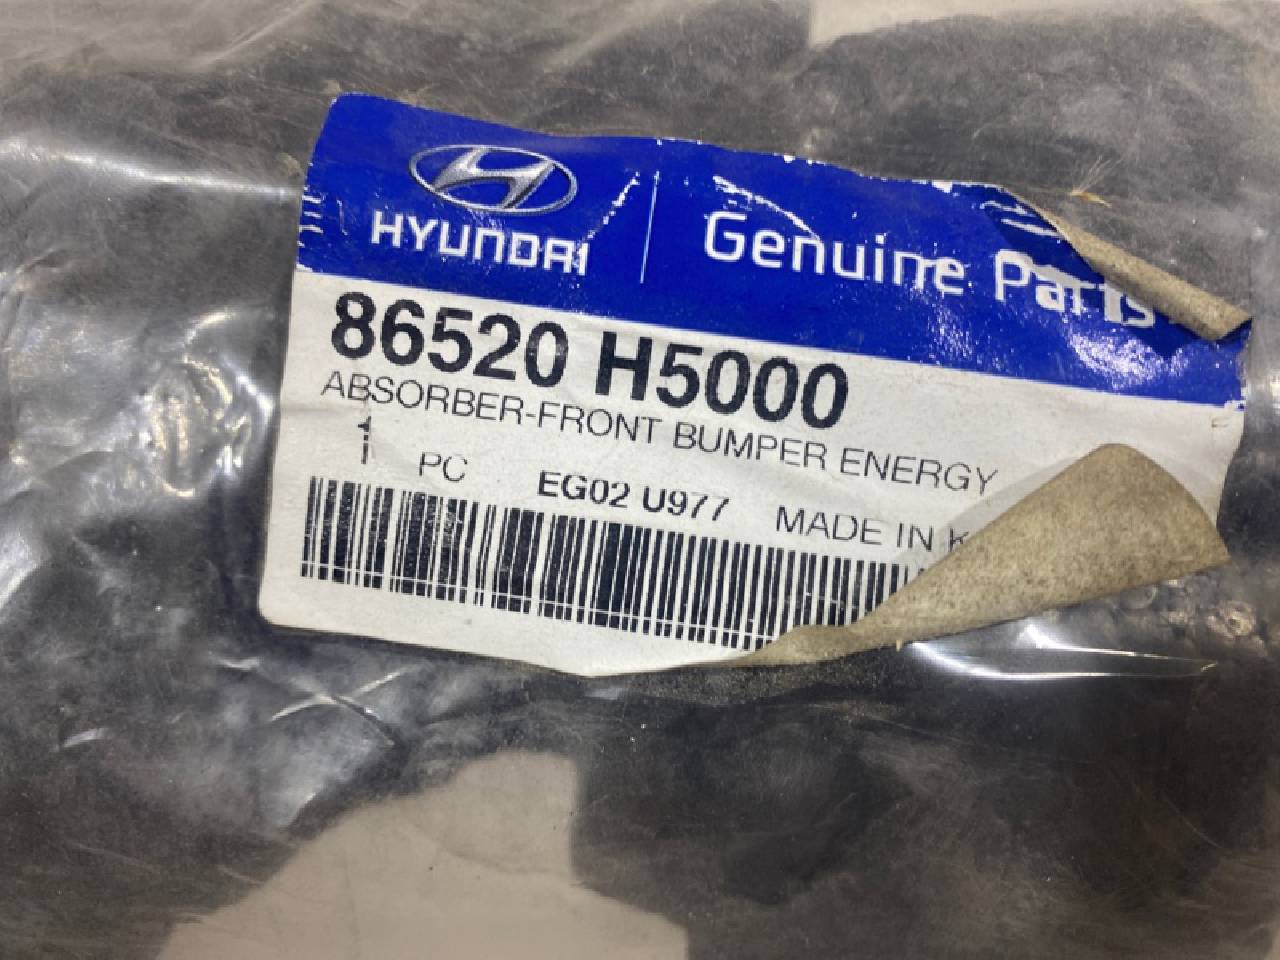 HYUNDAI
Genuine Parts
86520 H5000
ABSORBER-FRONT BUMPER ENERGY
1 PC EG02 U977 MADE IN K